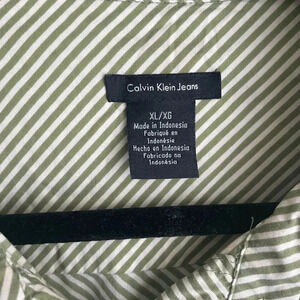 Calvin Klein Jeans
XL/XG
Made in Indonesia
Fabriqué en
Indonésie
Hecho en Indonesia
Fabricado na
Indonésia